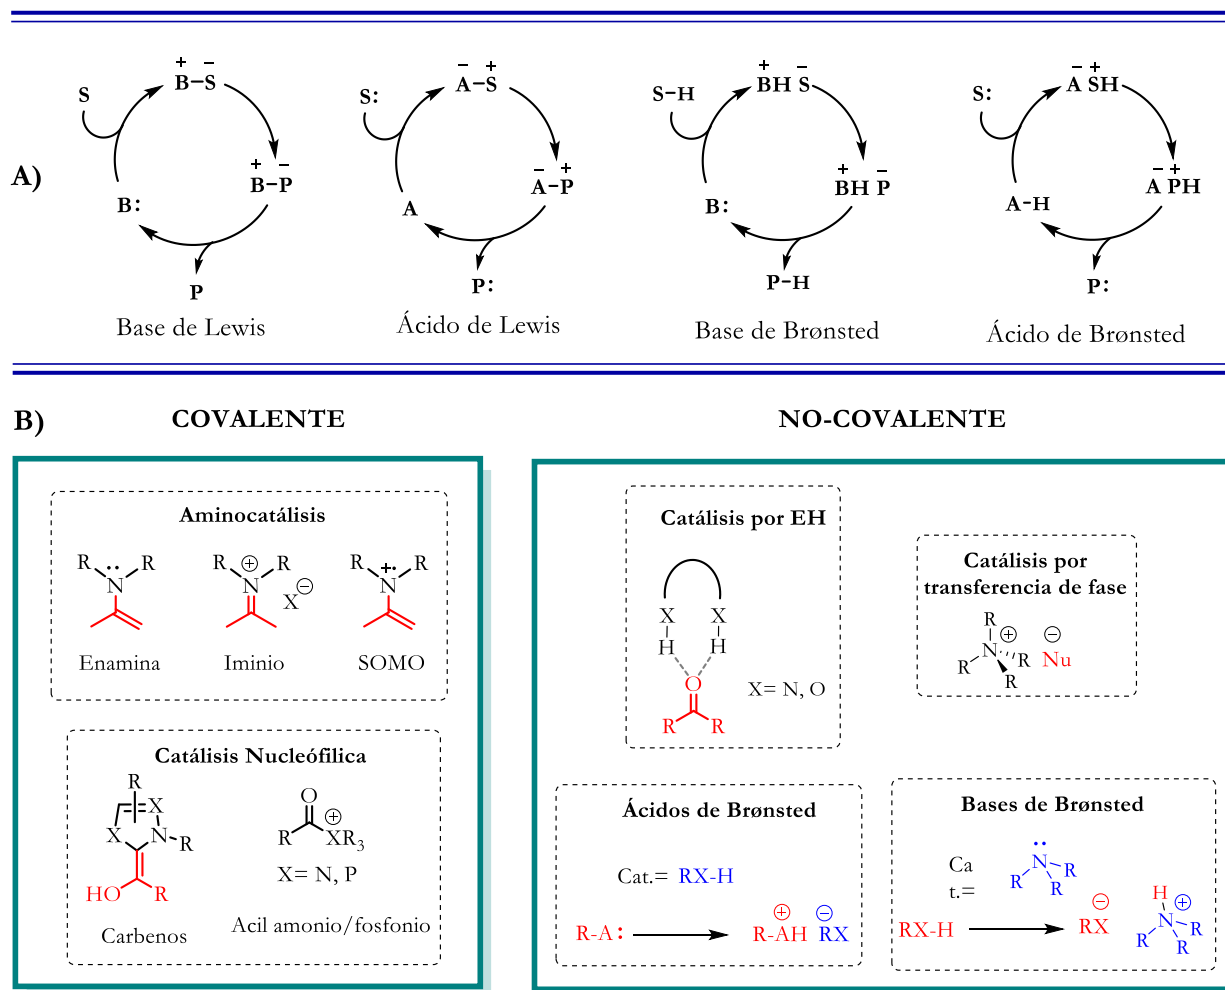 A)
S
B–S
+ −
B–P
+ −
B:
P
Base de Lewis
S:
A–S
− +
A–P
− +
A
P:
Ácido de Lewis
S–H
BH S
+ −
BH P
+ −
B:
P–H
Base de Brønsted
S:
A SH
− +
A PH
− +
A–H
P:
Ácido de Brønsted
B)
COVALENTE
Aminocatálisis
R N R
Enamina
R N R
+
X −
Iminio
R N R
+
SOMO
Catálisis Nucleófilica
R
X
X N R
HO R
Carbenos
O
R XR3
+
X= N, P
Acil amonio/fosfonio
NO-COVALENTE
Catálisis por EH
X X
H H
O
R R
X= N, O
Catálisis por
transferencia de fase
R
N + −
R R Nu
R
Ácidos de Brønsted
Cat.= RX-H
+ −
R-A: R-AH RX
Bases de Brønsted
Ca
t.=
N
R R R
RX-H
−
RX
H
N +
R R R